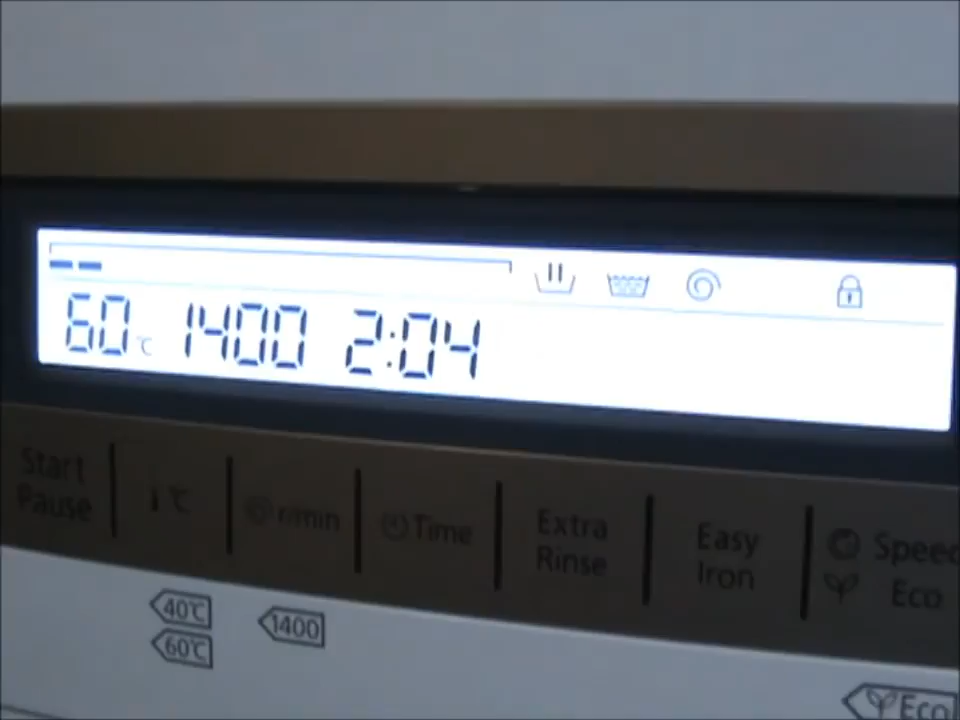 60 °C 1400 2:04
Start Pause
°C
r/min
Time
Extra Rinse
Easy Iron
Speed
Eco
40°C
60°C
1400
Eco